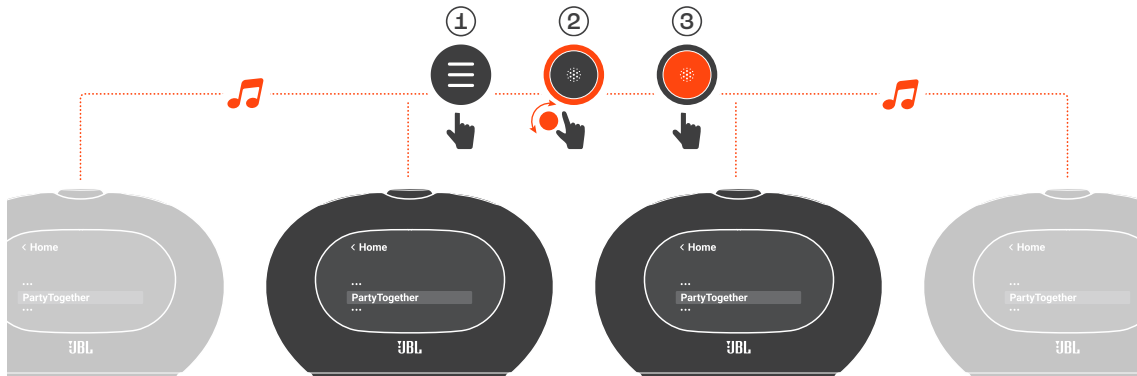 ① ② ③
< Home
...
PartyTogether
...
JBL
< Home
...
PartyTogether
...
JBL
< Home
...
PartyTogether
...
JBL
< Home
...
PartyTogether
...
JBL